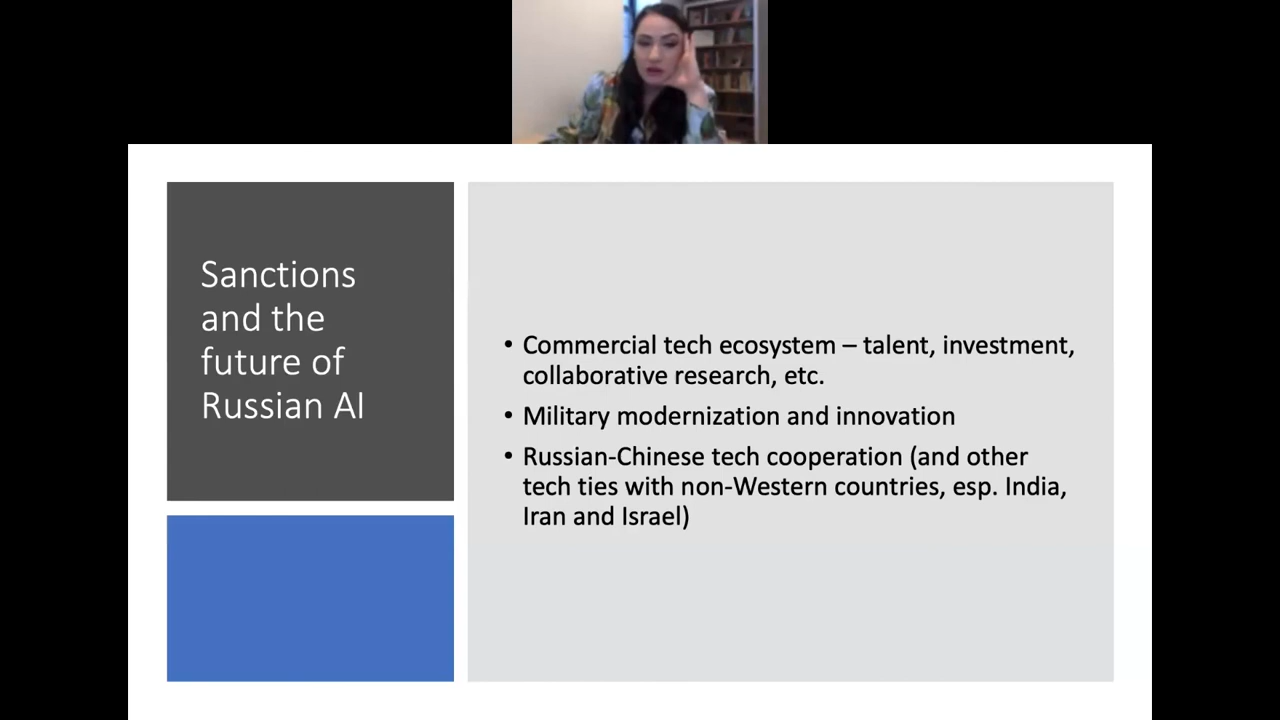 Sanctions
and the
future of
Russian AI
• Commercial tech ecosystem – talent, investment,
collaborative research, etc.
• Military modernization and innovation
• Russian-Chinese tech cooperation (and other
tech ties with non-Western countries, esp. India,
Iran and Israel)